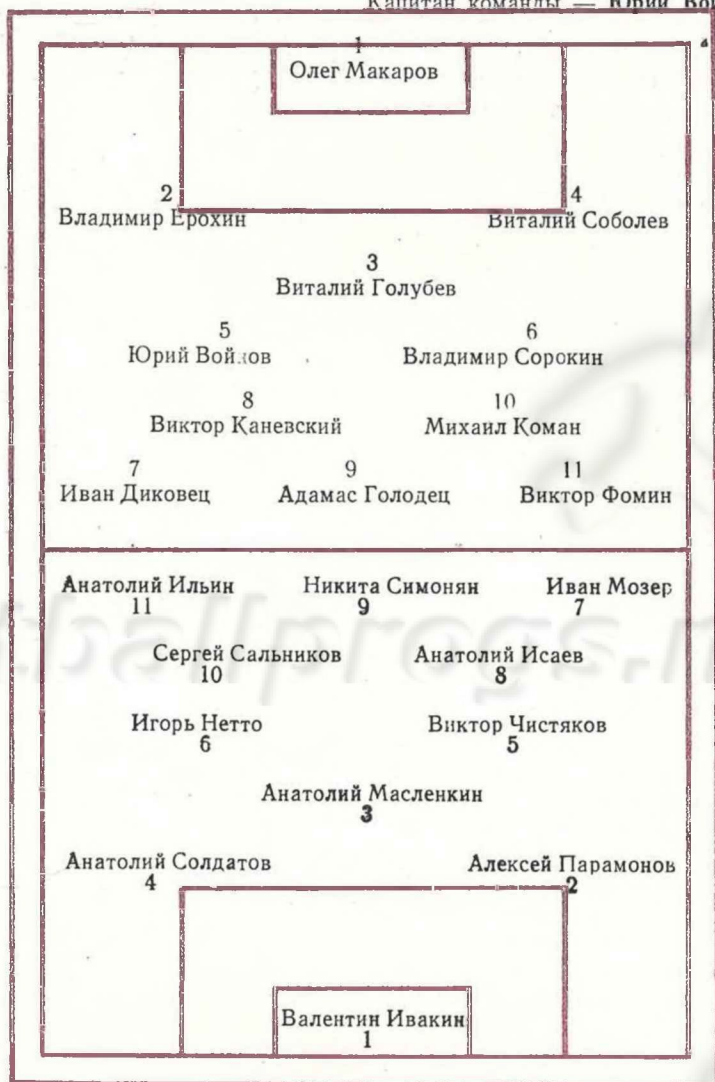 Капитан команды — Юрий
1
Олег Макаров
2 4
Владимир Ерохин Виталий Соболев
3
Виталий Голубев
5 6
Юрий Войнов Владимир Сорокин
8 10
Виктор Каневский Михаил Коман
7 9 11
Иван Диковец Адамас Голодец Виктор Фомин
Анатолий Ильин Никита Симонян Иван Мозер
11 9 7
Сергей Сальников Анатолий Исаев
10 8
Игорь Нетто Виктор Чистяков
6 5
Анатолий Масленкин
3
Анатолий Солдатов Алексей Парамонов
4 2
Валентин Ивакин
1